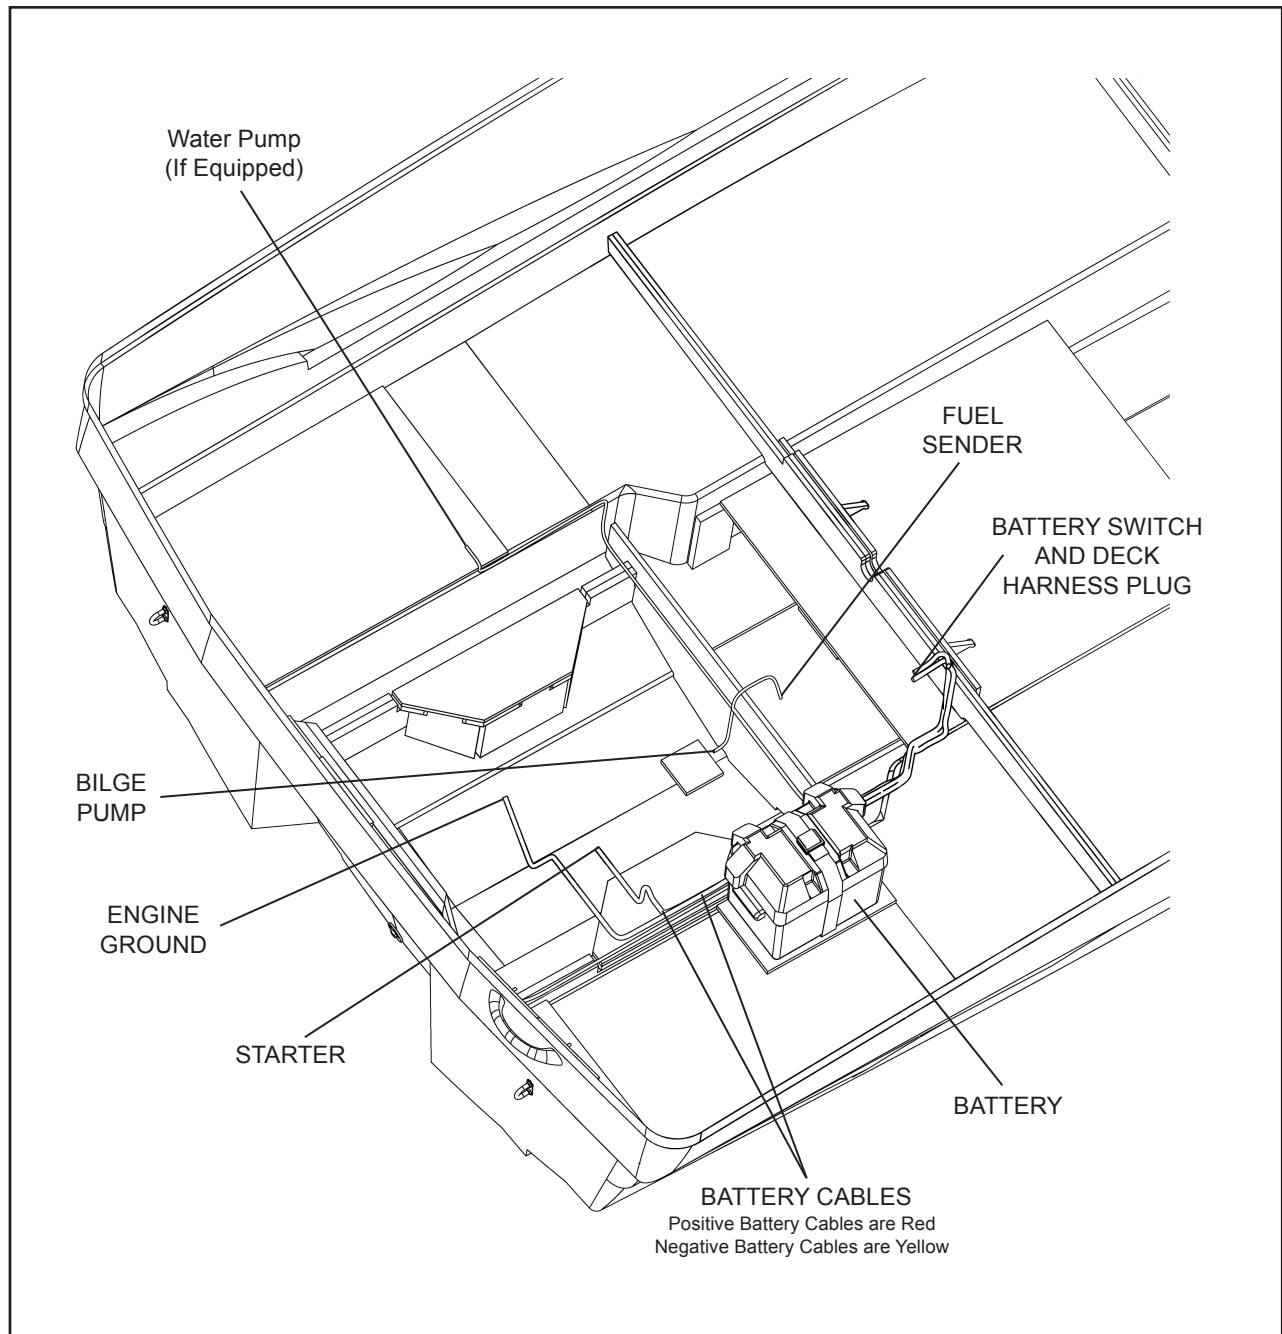 Water Pump
(If Equipped)
FUEL
SENDER
BATTERY SWITCH
AND DECK
HARNESS PLUG
BILGE
PUMP
ENGINE
GROUND
STARTER
BATTERY
BATTERY CABLES
Positive Battery Cables are Red
Negative Battery Cables are Yellow